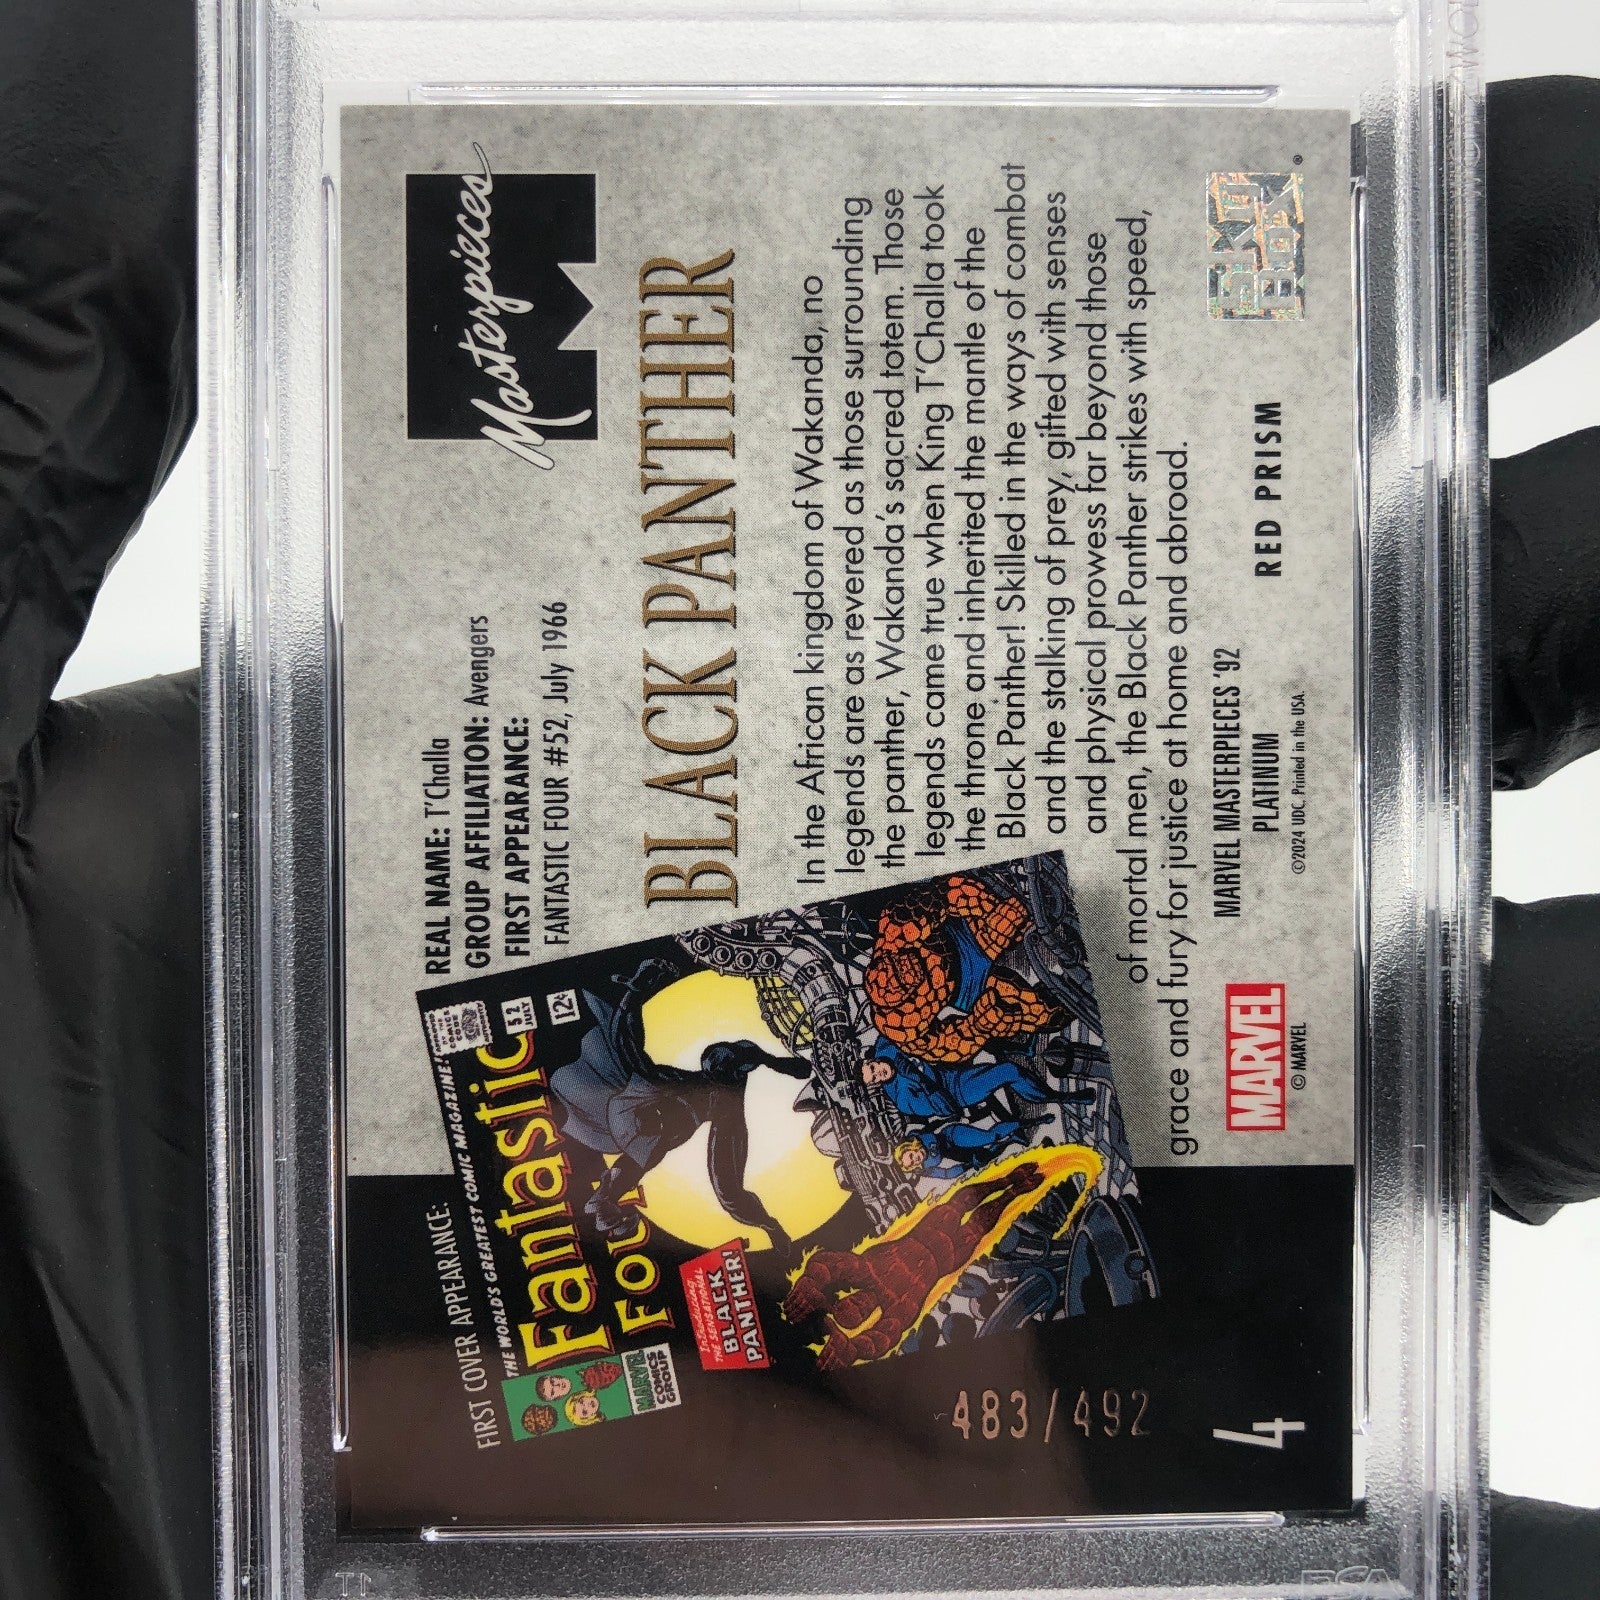 FIRST COVER APPEARANCE:
THE WORLD'S GREATEST COMIC MAGAZINE!
Fantastic
FOUR
52
JULY
12¢
MARVEL
COMICS
GROUP
Introducing
THE SENSATIONAL
BLACK
PANTHER!
483/492
4
REAL NAME: T'Challa
GROUP AFFILIATION: Avengers
FIRST APPEARANCE:
FANTASTIC FOUR #52, July 1966
Masterpieces
BLACK PANTHER
In the African kingdom of Wakanda, no
legends are as revered as those surrounding
the panther, Wakanda's sacred totem. Those
legends came true when King T'Challa took
the throne and inherited the mantle of the
Black Panther! Skilled in the ways of combat
and the stalking of prey, gifted with senses
and physical prowess far beyond those
of mortal men, the Black Panther strikes with speed,
grace and fury for justice at home and abroad.
MARVEL
© MARVEL
MARVEL MASTERPIECES '92
PLATINUM
©2024 UDC. Printed in the USA.
RED PRISM
SKYBOX®
PSA